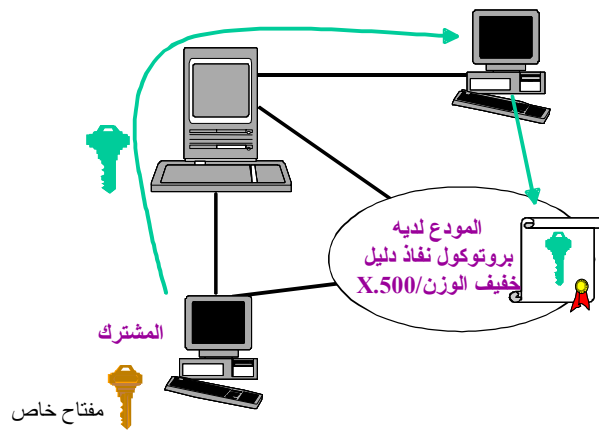 المودع لديه
بروتوكول نفاذ دليل
خفيف الوزن/X.500
المشترك
مفتاح خاص